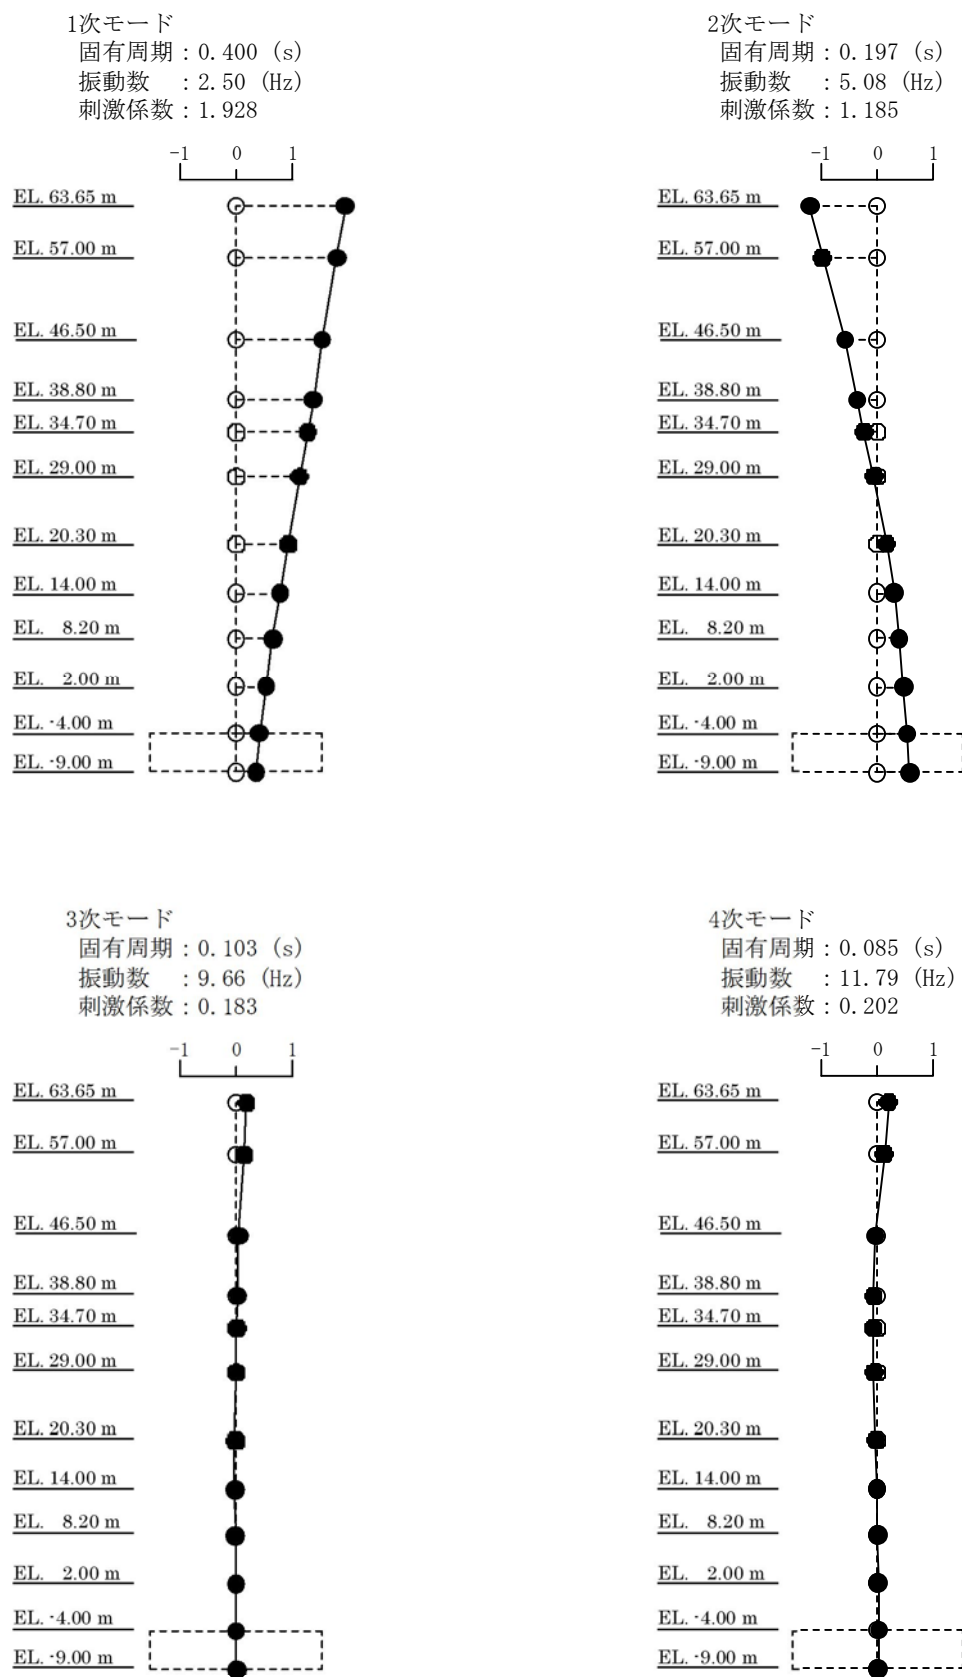 1次モード
固有周期：0.400 (s)
振動数　：2.50 (Hz)
刺激係数：1.928
-1 0 1
EL. 63.65 m
EL. 57.00 m
EL. 46.50 m
EL. 38.80 m
EL. 34.70 m
EL. 29.00 m
EL. 20.30 m
EL. 14.00 m
EL. 8.20 m
EL. 2.00 m
EL. -4.00 m
EL. -9.00 m
2次モード
固有周期：0.197 (s)
振動数　：5.08 (Hz)
刺激係数：1.185
-1 0 1
EL. 63.65 m
EL. 57.00 m
EL. 46.50 m
EL. 38.80 m
EL. 34.70 m
EL. 29.00 m
EL. 20.30 m
EL. 14.00 m
EL. 8.20 m
EL. 2.00 m
EL. -4.00 m
EL. -9.00 m
3次モード
固有周期：0.103 (s)
振動数　：9.66 (Hz)
刺激係数：0.183
-1 0 1
EL. 63.65 m
EL. 57.00 m
EL. 46.50 m
EL. 38.80 m
EL. 34.70 m
EL. 29.00 m
EL. 20.30 m
EL. 14.00 m
EL. 8.20 m
EL. 2.00 m
EL. -4.00 m
EL. -9.00 m
4次モード
固有周期：0.085 (s)
振動数　：11.79 (Hz)
刺激係数：0.202
-1 0 1
EL. 63.65 m
EL. 57.00 m
EL. 46.50 m
EL. 38.80 m
EL. 34.70 m
EL. 29.00 m
EL. 20.30 m
EL. 14.00 m
EL. 8.20 m
EL. 2.00 m
EL. -4.00 m
EL. -9.00 m